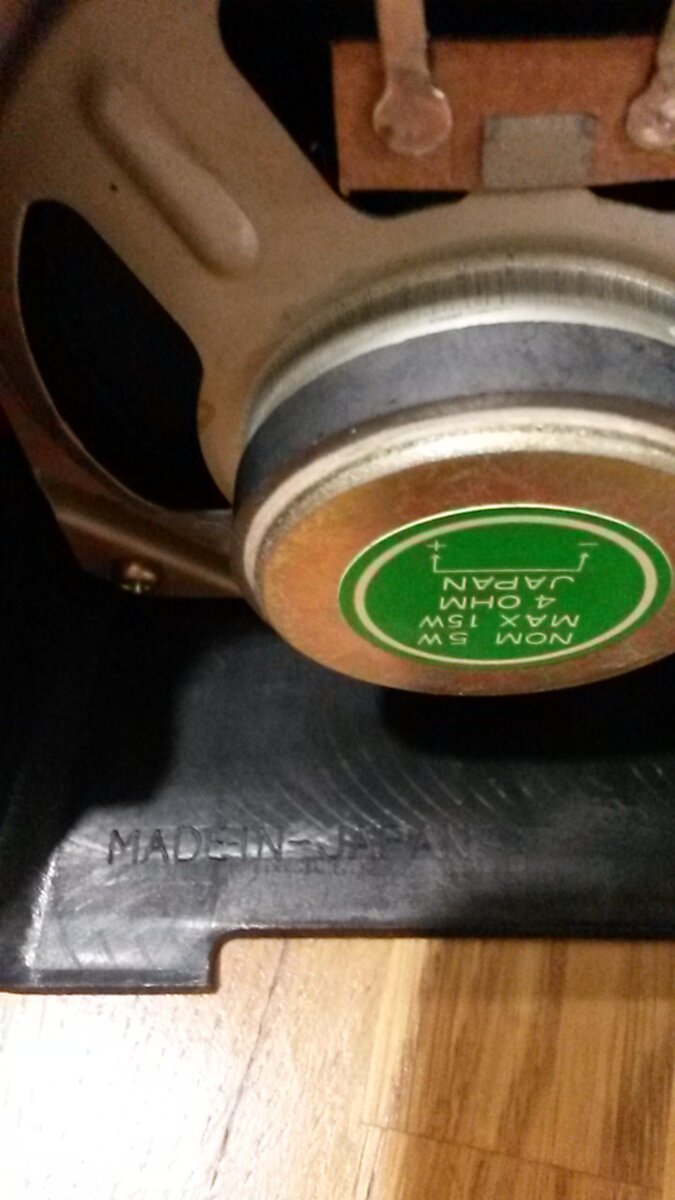 NOM 5W
MAX 15W
4 OHM
JAPAN
+ −
MADE-IN-JAPAN